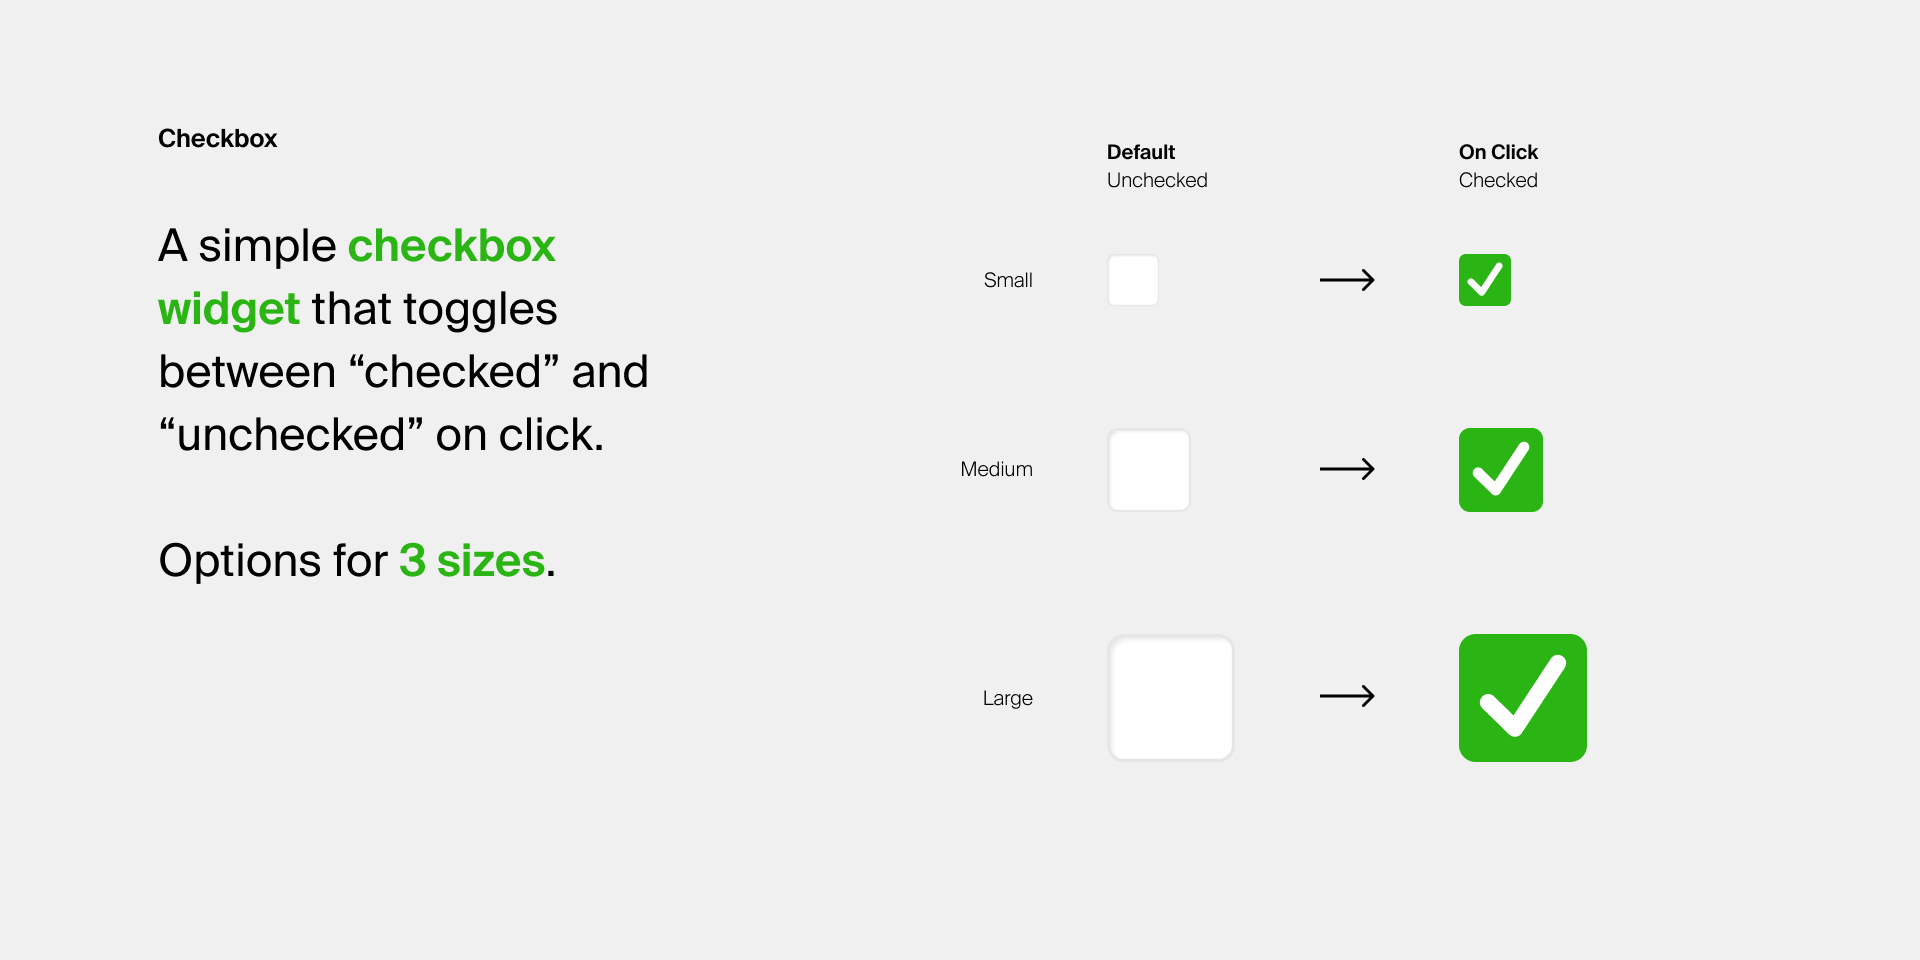 Checkbox
A simple checkbox
widget that toggles
between “checked” and
“unchecked” on click.
Options for 3 sizes.
Default
Unchecked
On Click
Checked
Small
Medium
Large